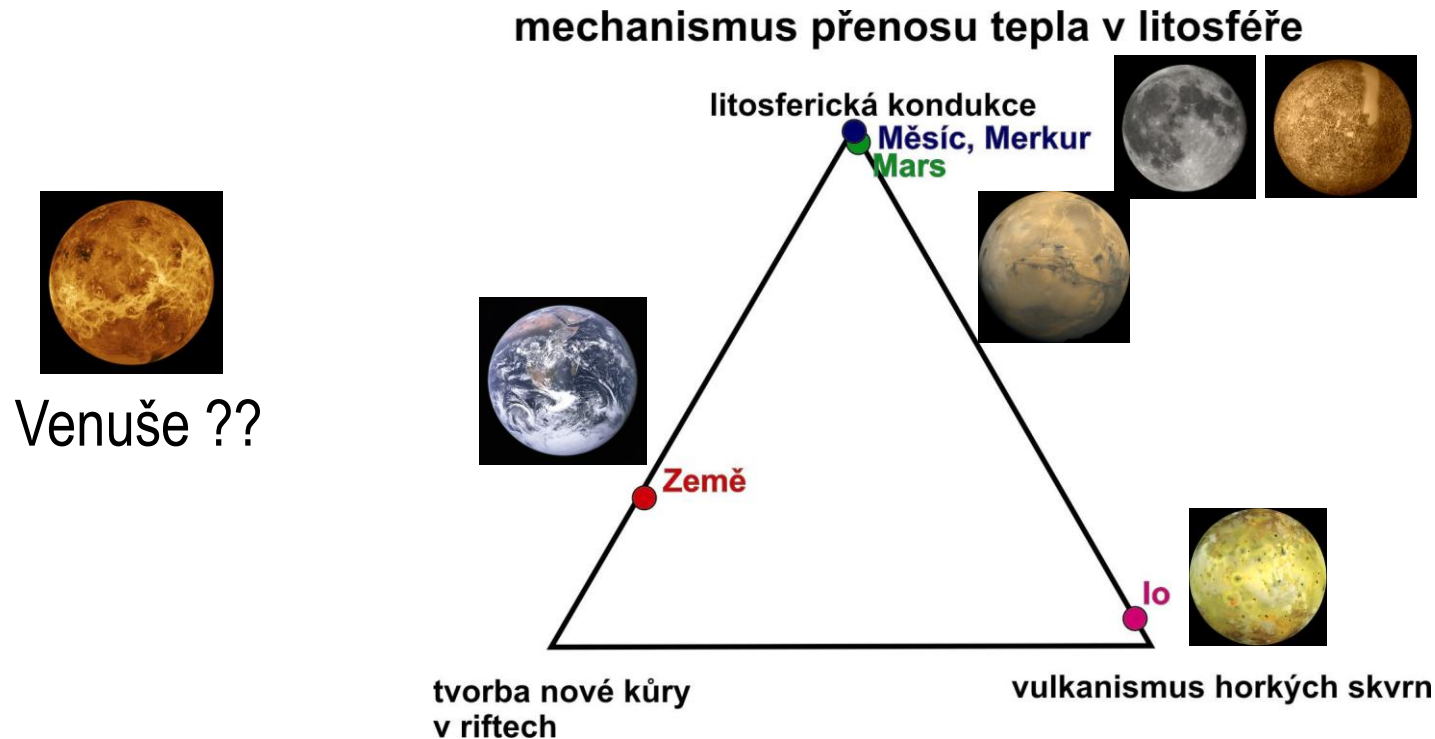 mechanismus přenosu tepla v litosféře
litosferická kondukce
Měsíc, Merkur
Mars
Venuše ??
Země
Io
tvorba nové kůry
v riftech
vulkanismus horkých skvrn